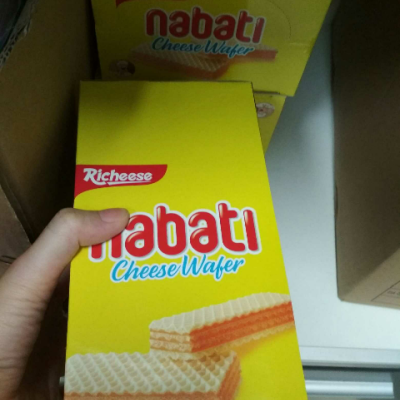 nabati
Cheese Wafer
Richeese
nabati
Cheese Wafer